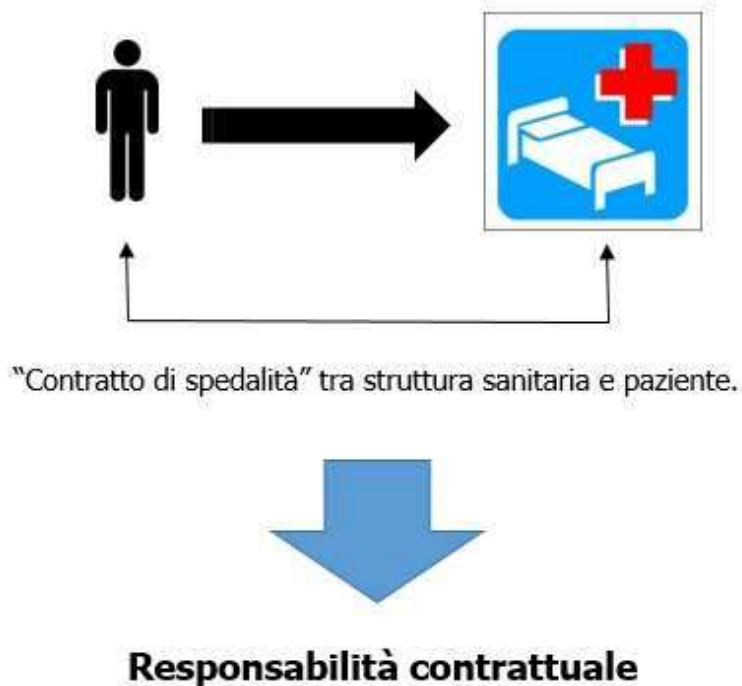 “Contratto di spedalità” tra struttura sanitaria e paziente.
Responsabilità contrattuale